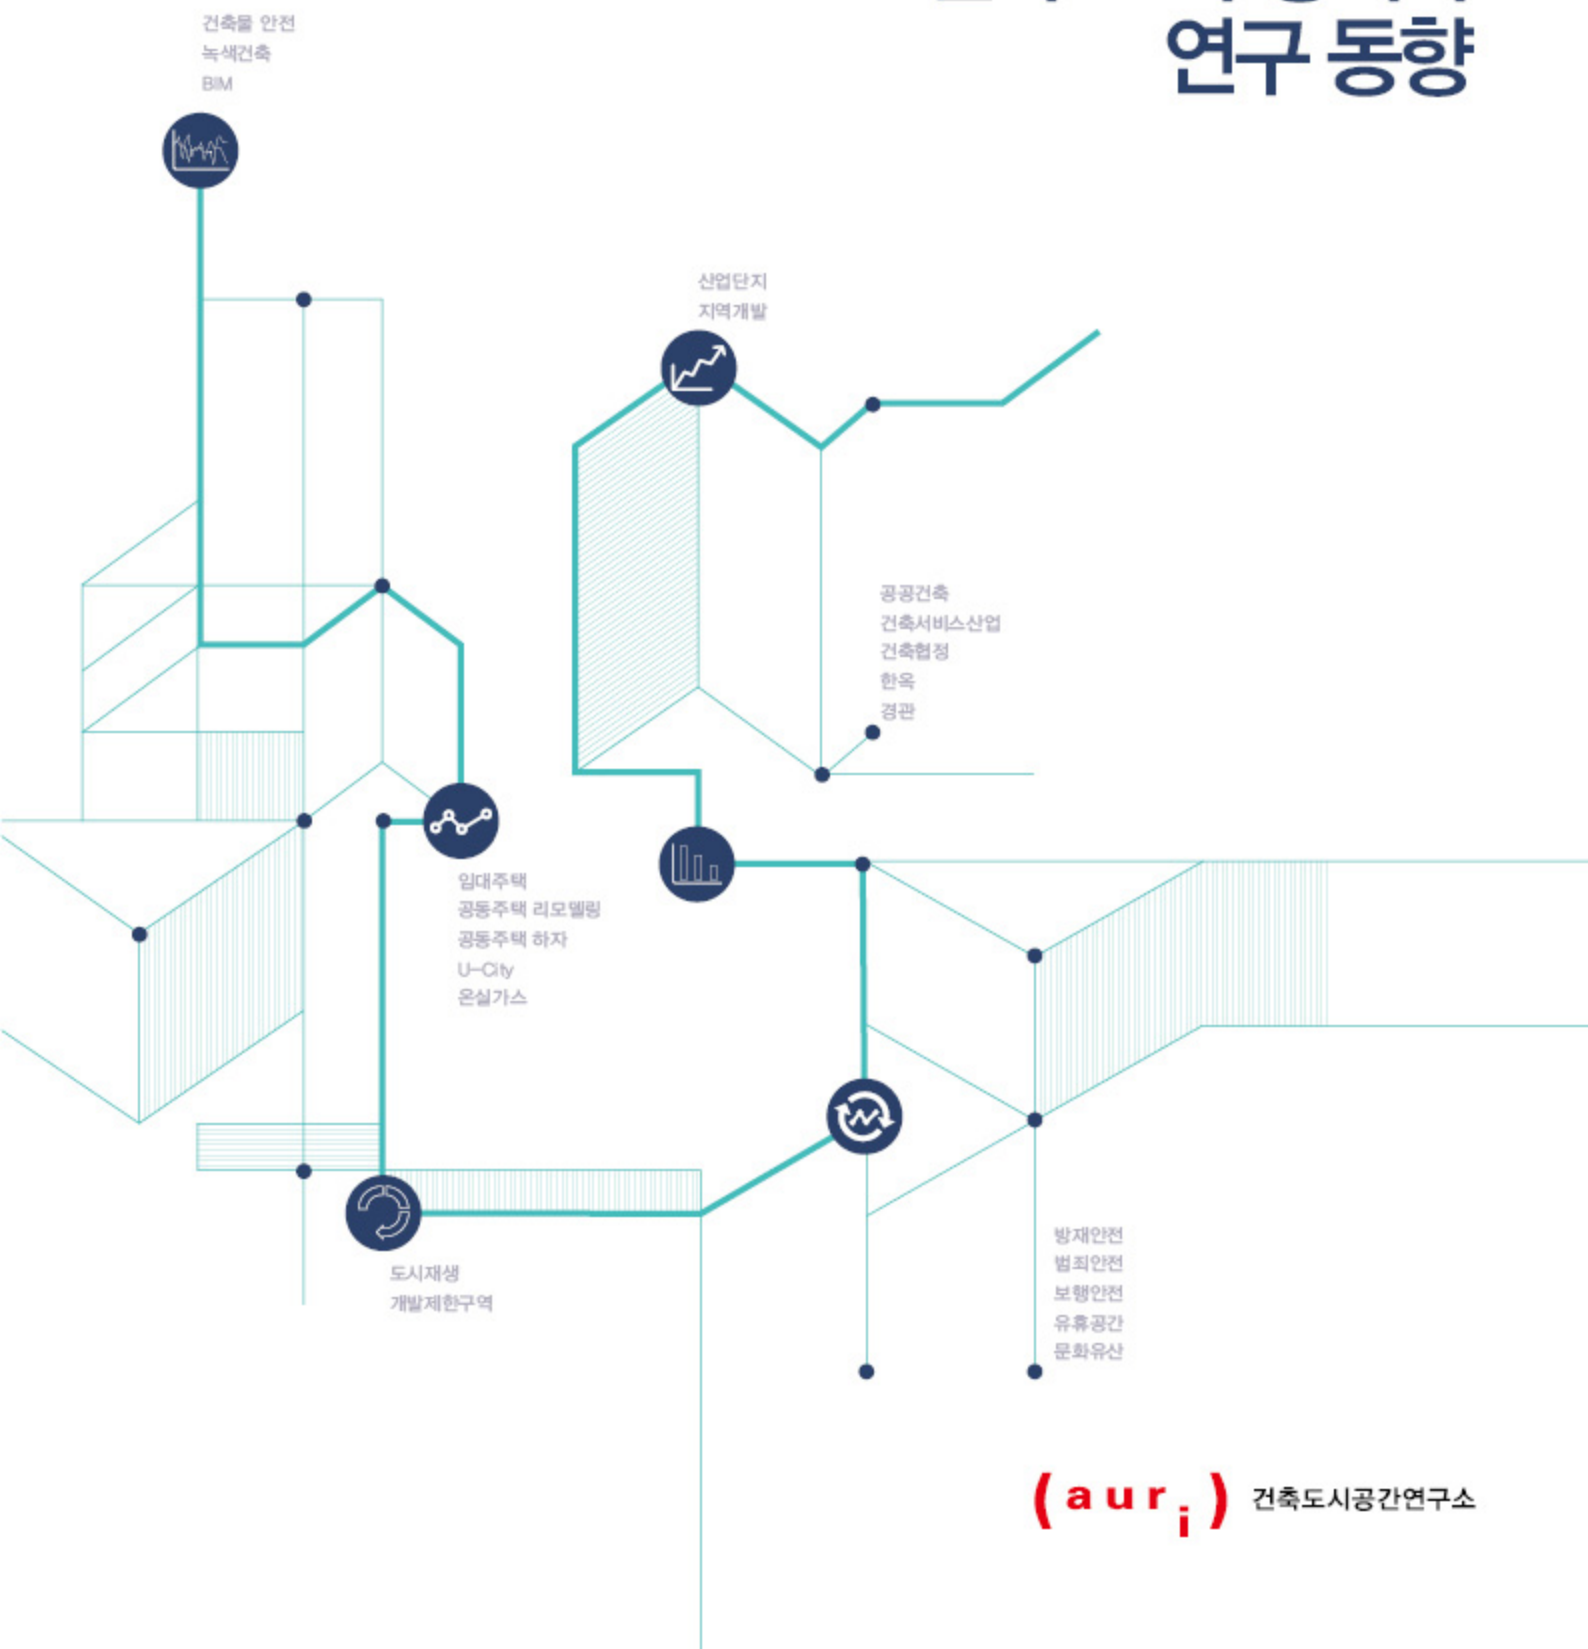 연구 동향
건축물 안전
녹색건축
BIM
산업단지
지역개발
공공건축
건축서비스산업
건축협정
한옥
경관
임대주택
공동주택 리모델링
공동주택 하자
U-City
온실가스
도시재생
개발제한구역
방재안전
범죄안전
보행안전
유휴공간
문화유산
(auri) 건축도시공간연구소